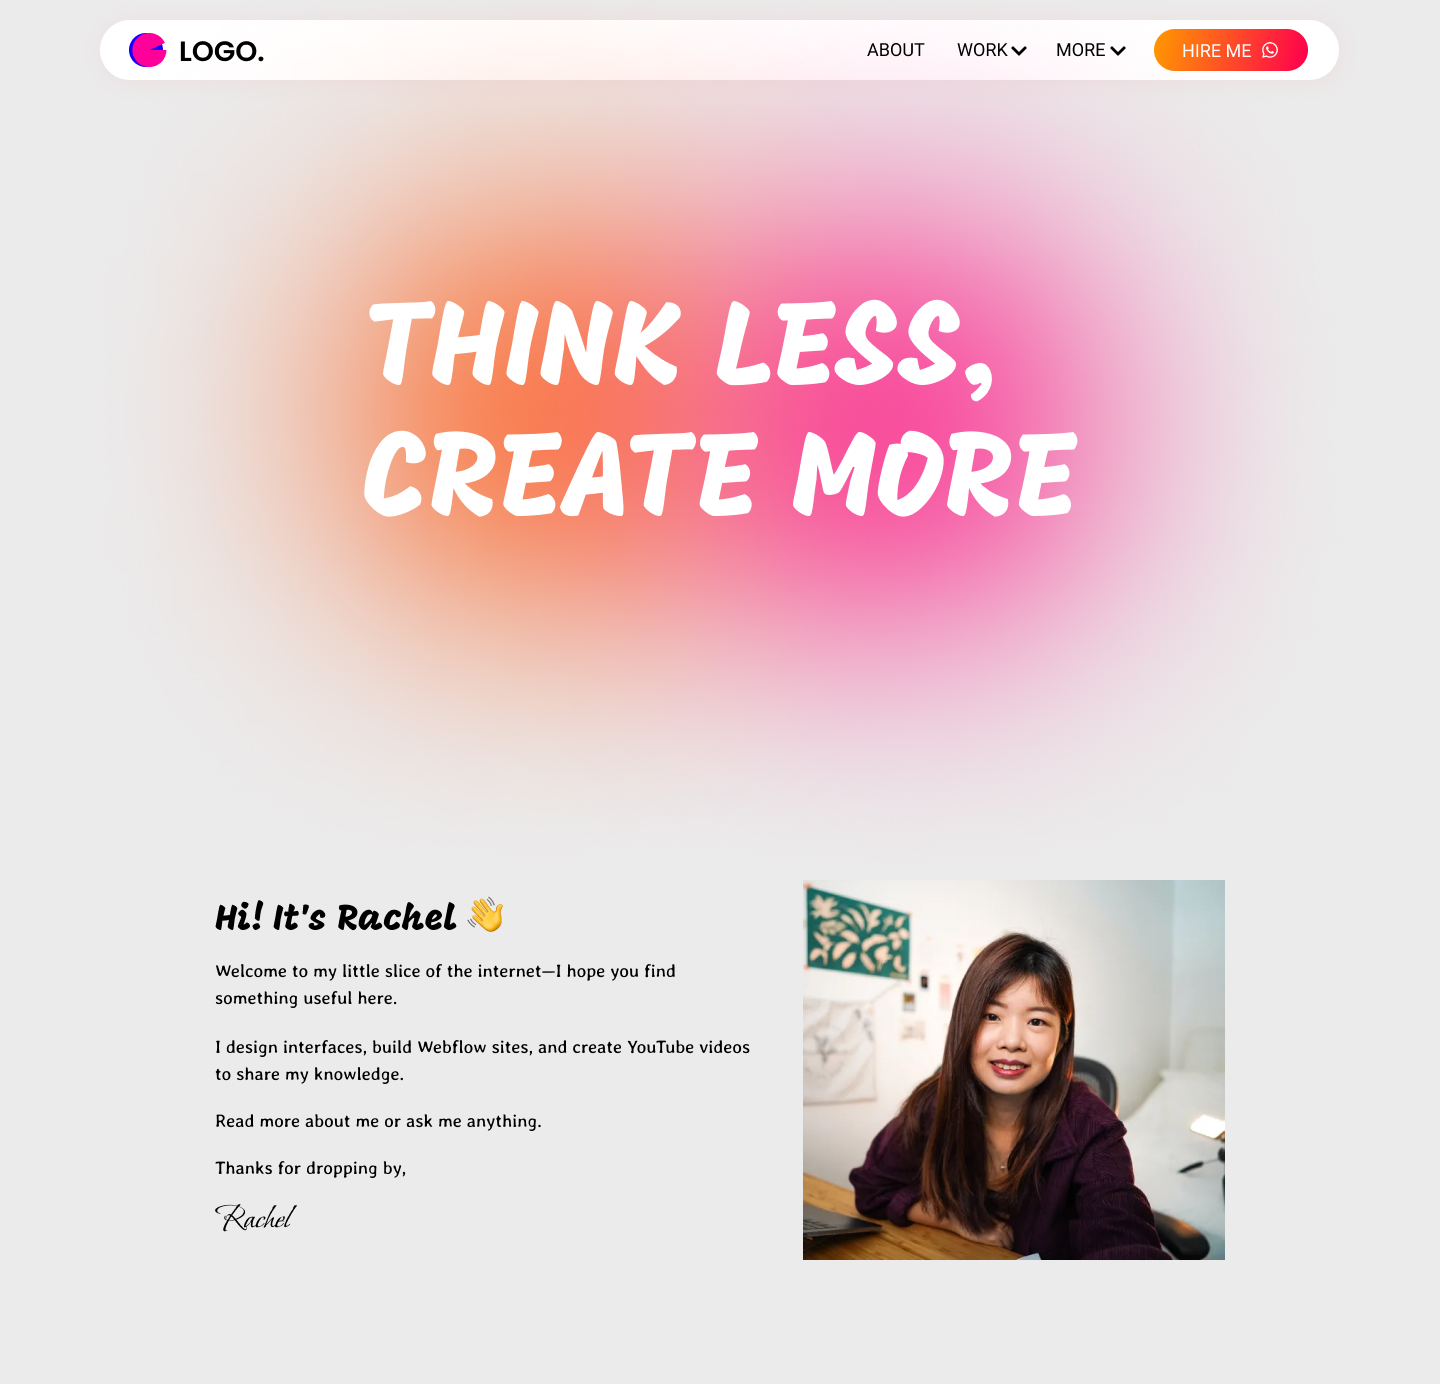 LOGO.
ABOUT
WORK
MORE
HIRE ME
THINK LESS,
CREATE MORE
Hi! It's Rachel 👋
Welcome to my little slice of the internet—I hope you find
something useful here.
I design interfaces, build Webflow sites, and create YouTube videos
to share my knowledge.
Read more about me or ask me anything.
Thanks for dropping by,
Rachel